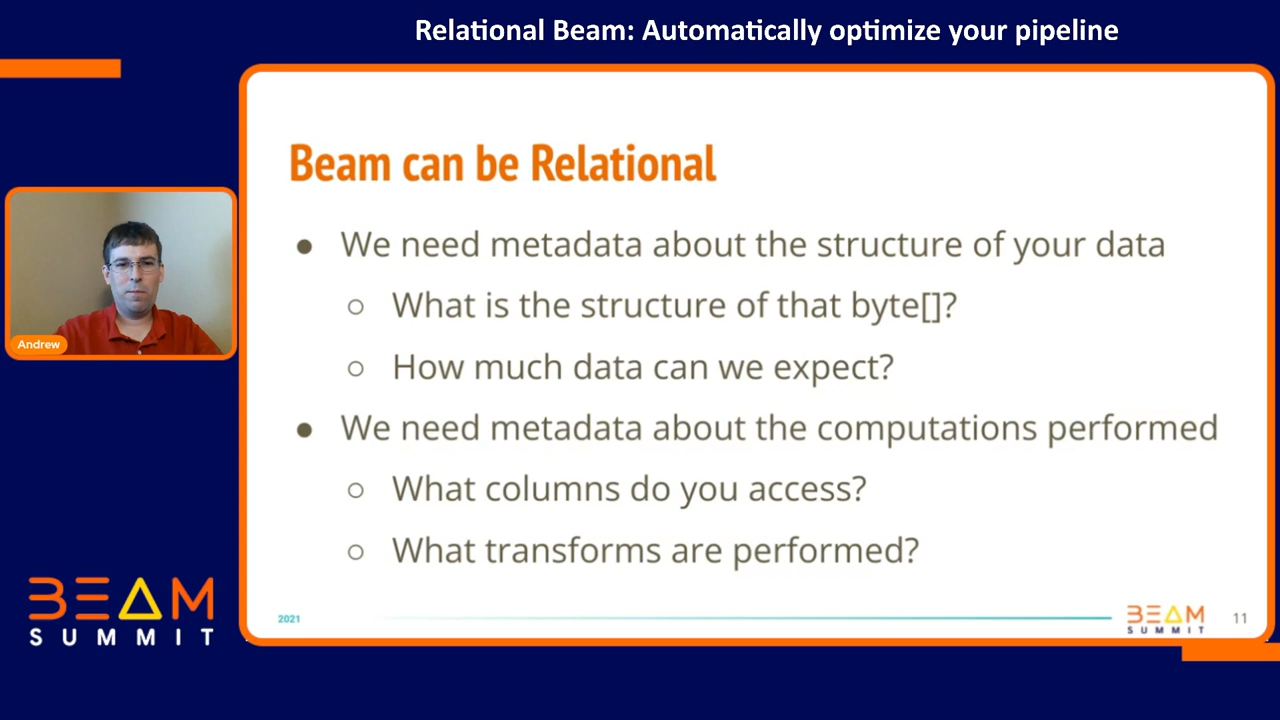 Relational Beam: Automatically optimize your pipeline
Beam can be Relational
● We need metadata about the structure of your data
○ What is the structure of that byte[]?
○ How much data can we expect?
● We need metadata about the computations performed
○ What columns do you access?
○ What transforms are performed?
Andrew
BEAM
SUMMIT
2021
BEAM
SUMMIT
11